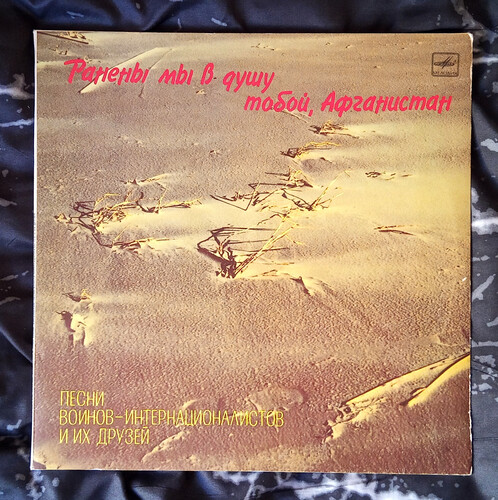 Ранены мы в душу
тобой, Афганистан
ПЕСНИ
ВОИНОВ-ИНТЕРНАЦИОНАЛИСТОВ
И ИХ ДРУЗЕЙ